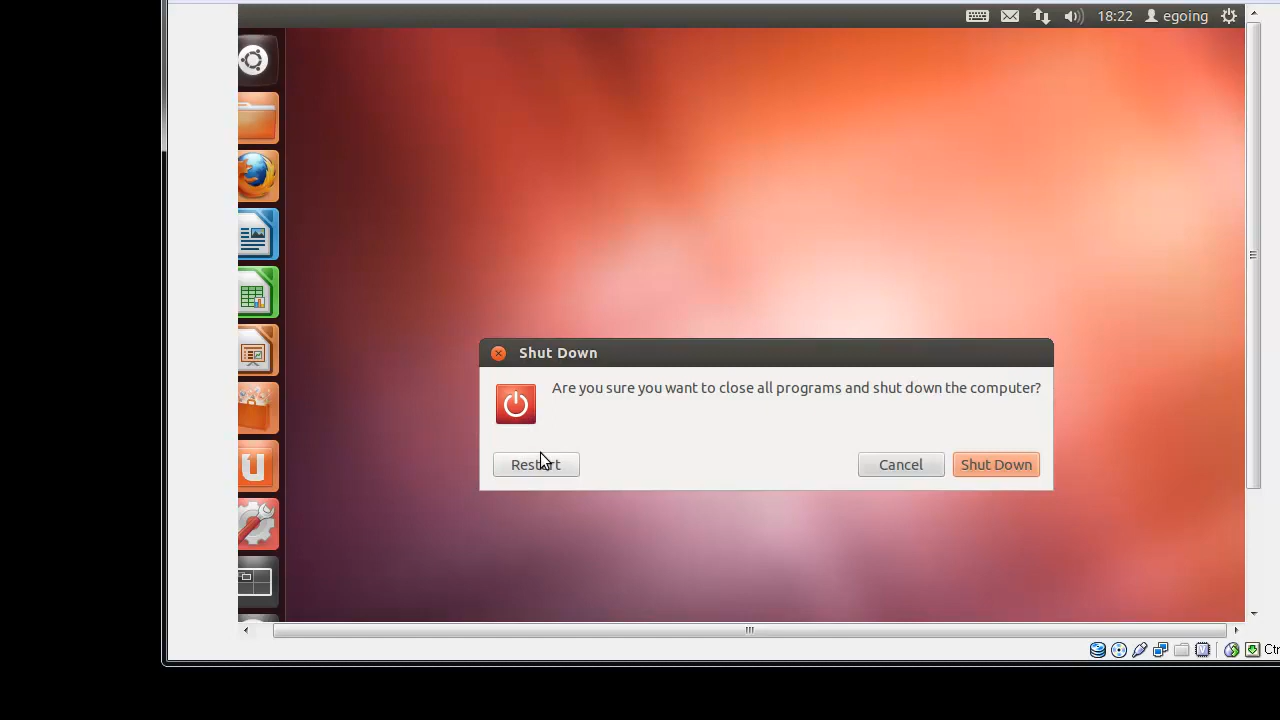 18:22 egoing
Shut Down
Are you sure you want to close all programs and shut down the computer?
Restart Cancel Shut Down
Ctr